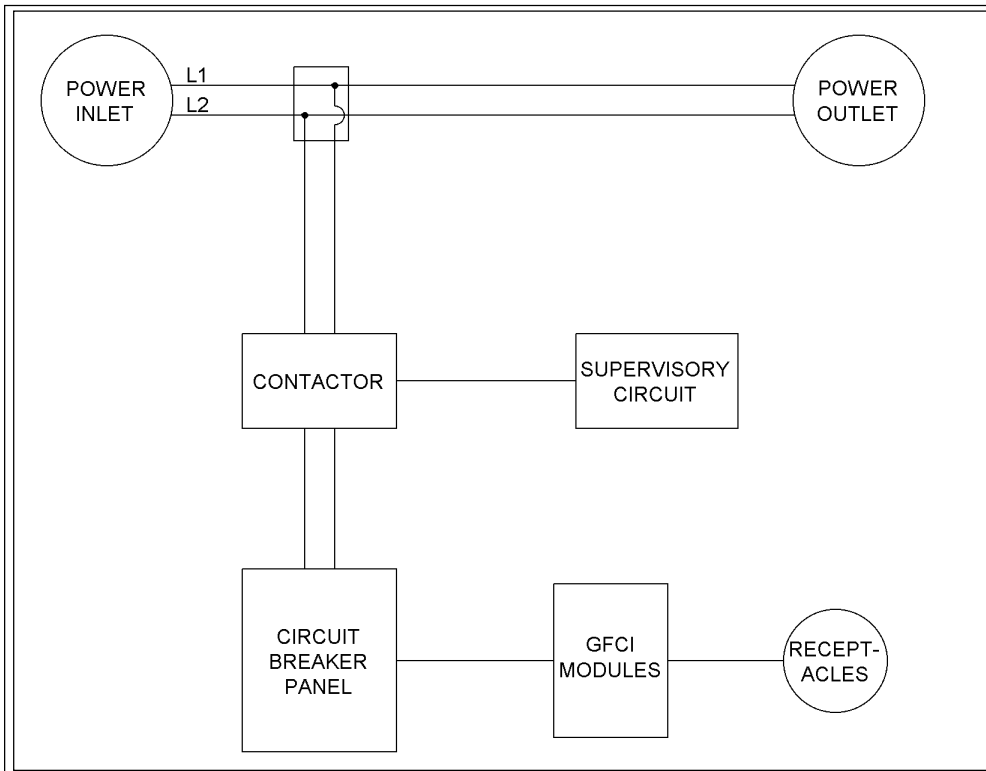 POWER
INLET
L1
L2
POWER
OUTLET
CONTACTOR
SUPERVISORY
CIRCUIT
CIRCUIT
BREAKER
PANEL
GFCI
MODULES
RECEPT-
ACLES